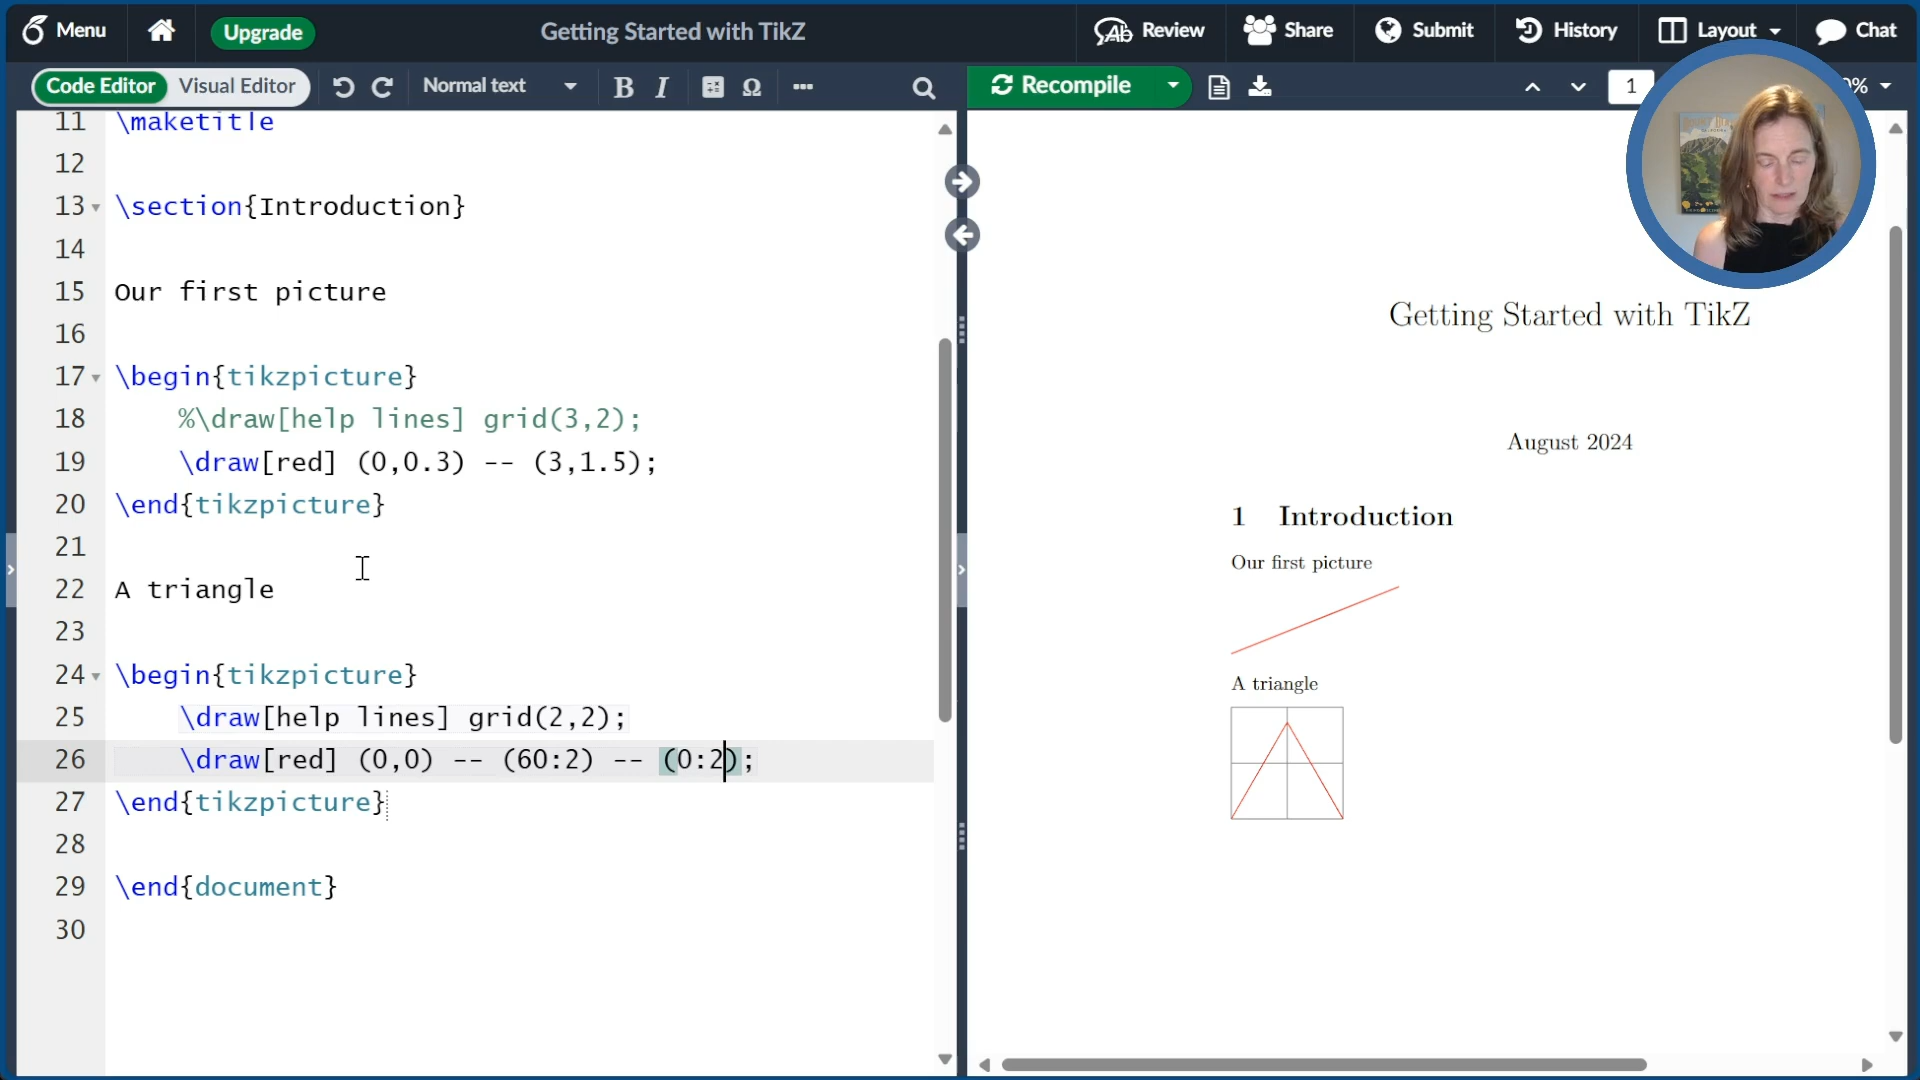 Menu
Upgrade
Getting Started with TikZ
Review
Share
Submit
History
Layout
Chat
Code Editor
Visual Editor
Normal text
B
I
Ω
Recompile
1
%
11 \maketitle
12
13 \section{Introduction}
14
15 Our first picture
16
17 \begin{tikzpicture}
18 %\draw[help lines] grid(3,2);
19 \draw[red] (0,0.3) -- (3,1.5);
20 \end{tikzpicture}
21
22 A triangle
23
24 \begin{tikzpicture}
25 \draw[help lines] grid(2,2);
26 \draw[red] (0,0) -- (60:2) -- (0:2);
27 \end{tikzpicture}
28
29 \end{document}
30
Getting Started with TikZ
August 2024
1 Introduction
Our first picture
A triangle